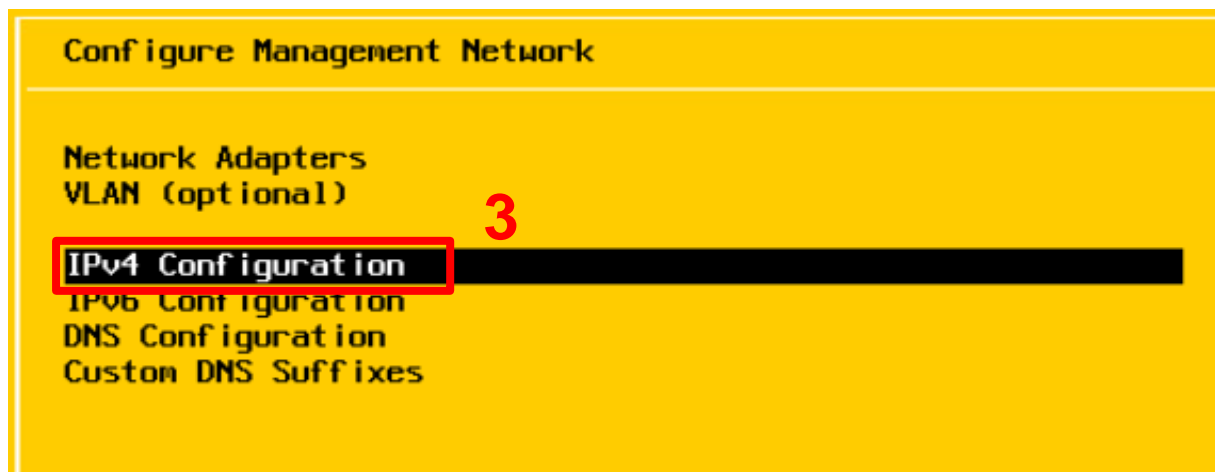 Configure Management Network
Network Adapters
VLAN (optional)
3
IPv4 Configuration
IPv6 Configuration
DNS Configuration
Custom DNS Suffixes